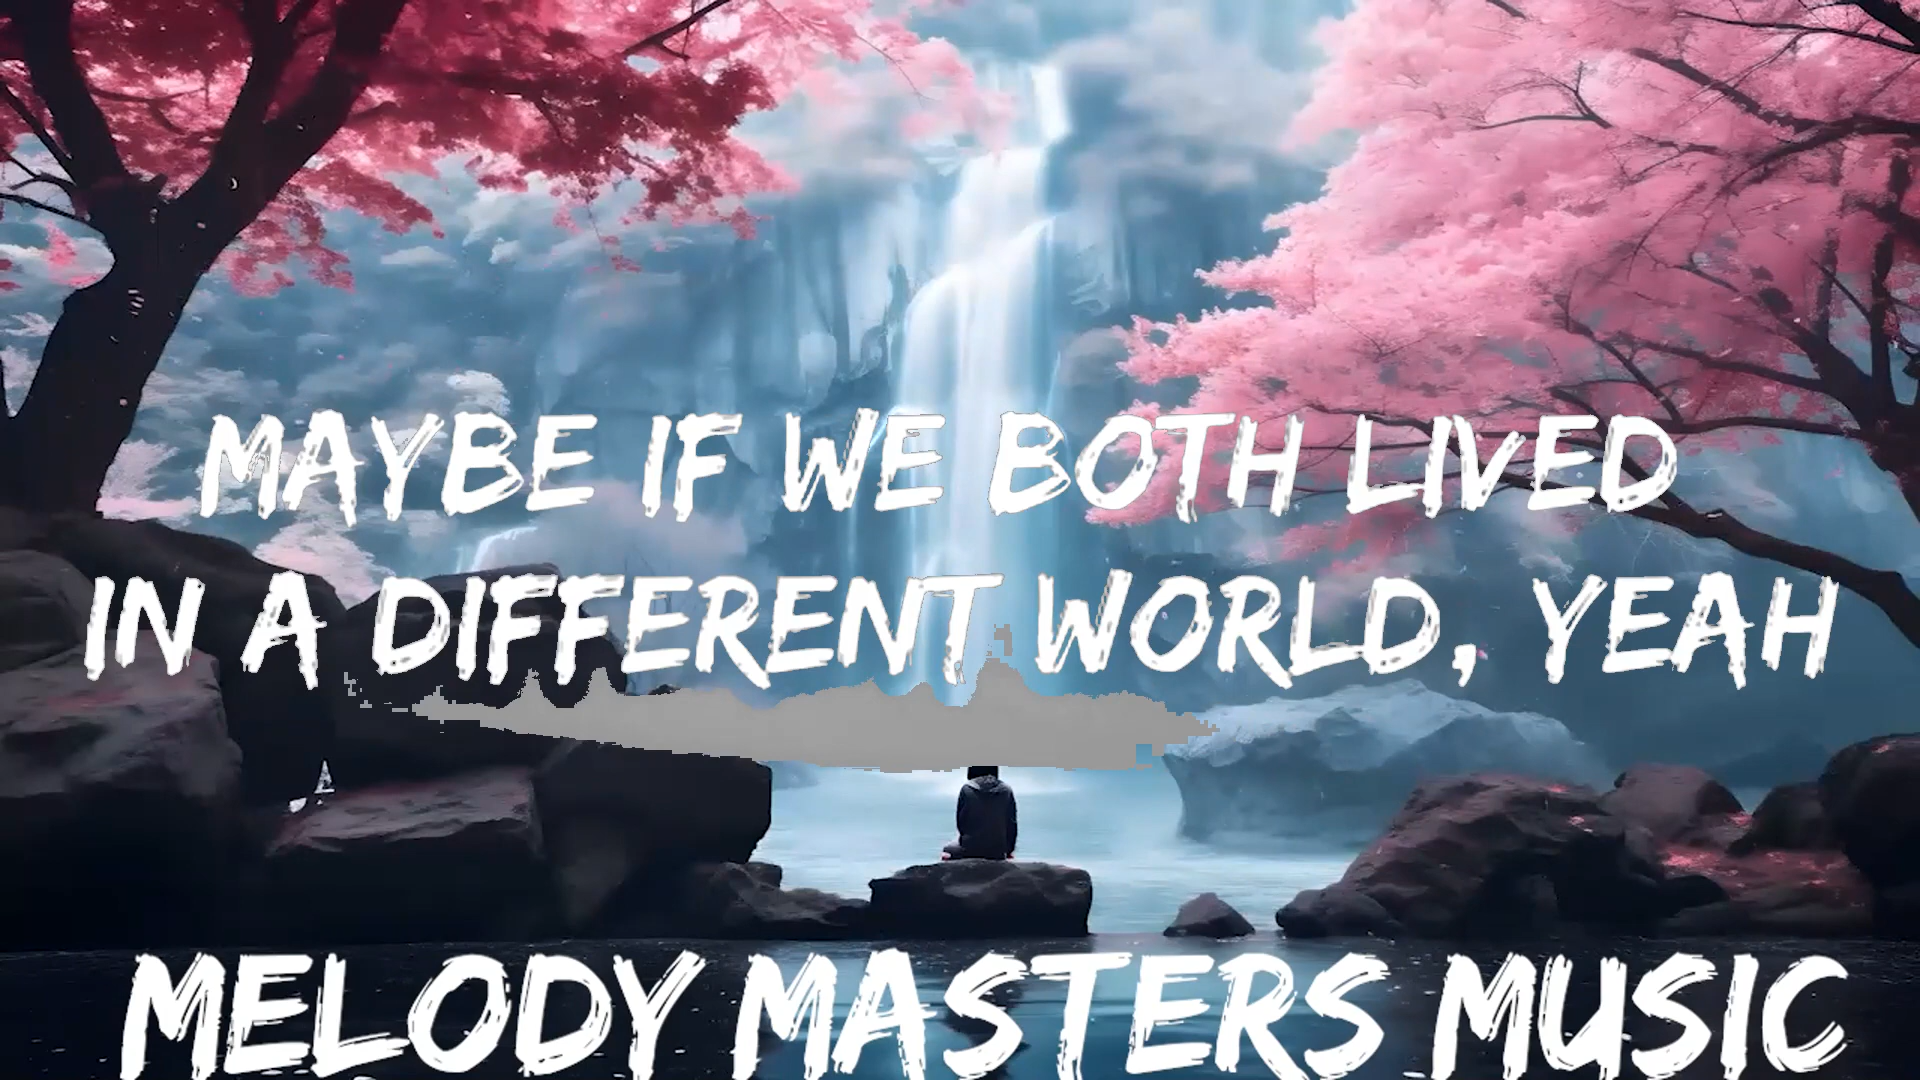 MAYBE IF WE BOTH LIVED
IN A DIFFERENT WORLD, YEAH
MELODY MASTERS MUSIC